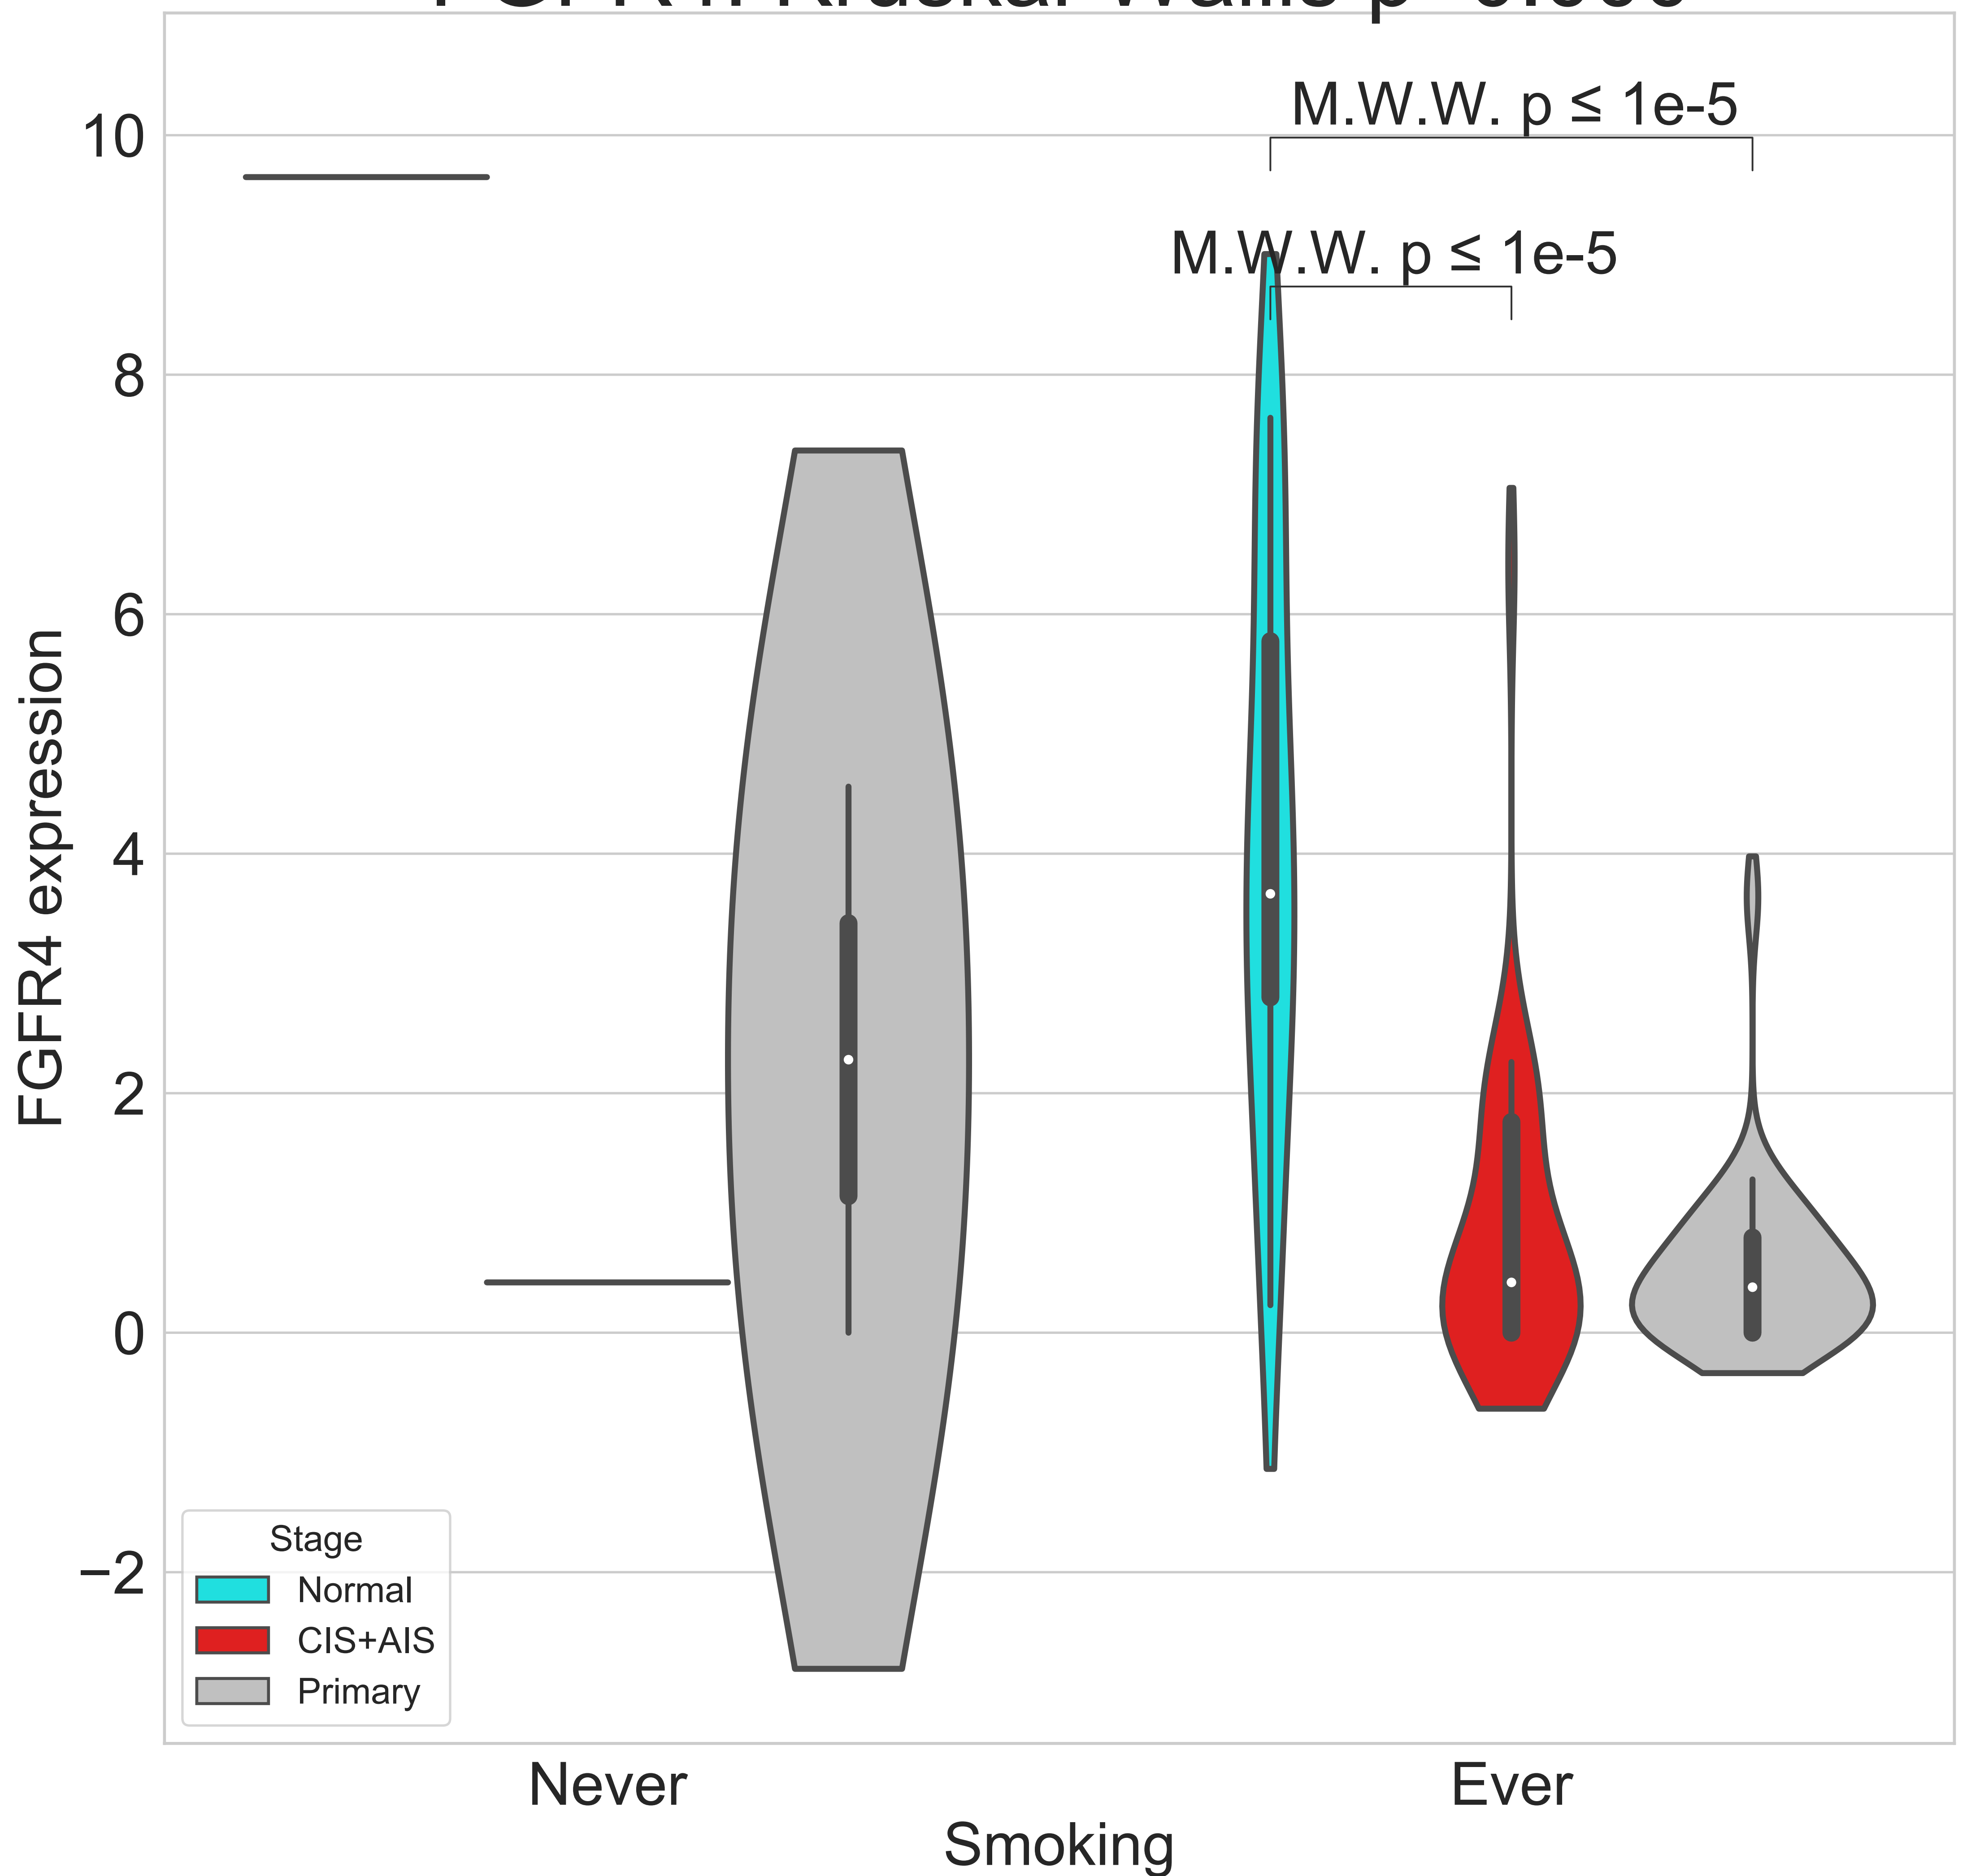 M.W.W. p ≤ 1e-5
M.W.W. p ≤ 1e-5
10
8
6
4
2
0
−2
FGFR4 expression
Stage
Normal
CIS+AIS
Primary
Never
Ever
Smoking